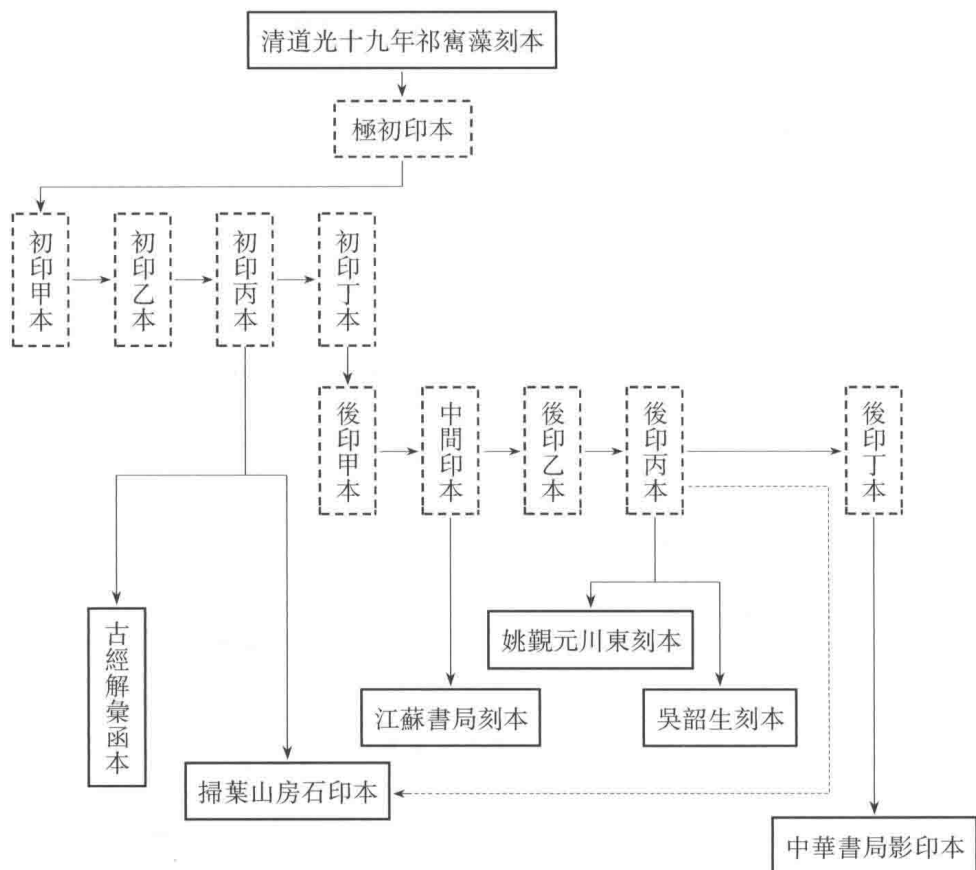 清道光十九年祁寯藻刻本
極初印本
初印甲本
初印乙本
初印丙本
初印丁本
後印甲本
中間印本
後印乙本
後印丙本
後印丁本
古經解彙函本
姚覲元川東刻本
江蘇書局刻本
吳韶生刻本
掃葉山房石印本
中華書局影印本